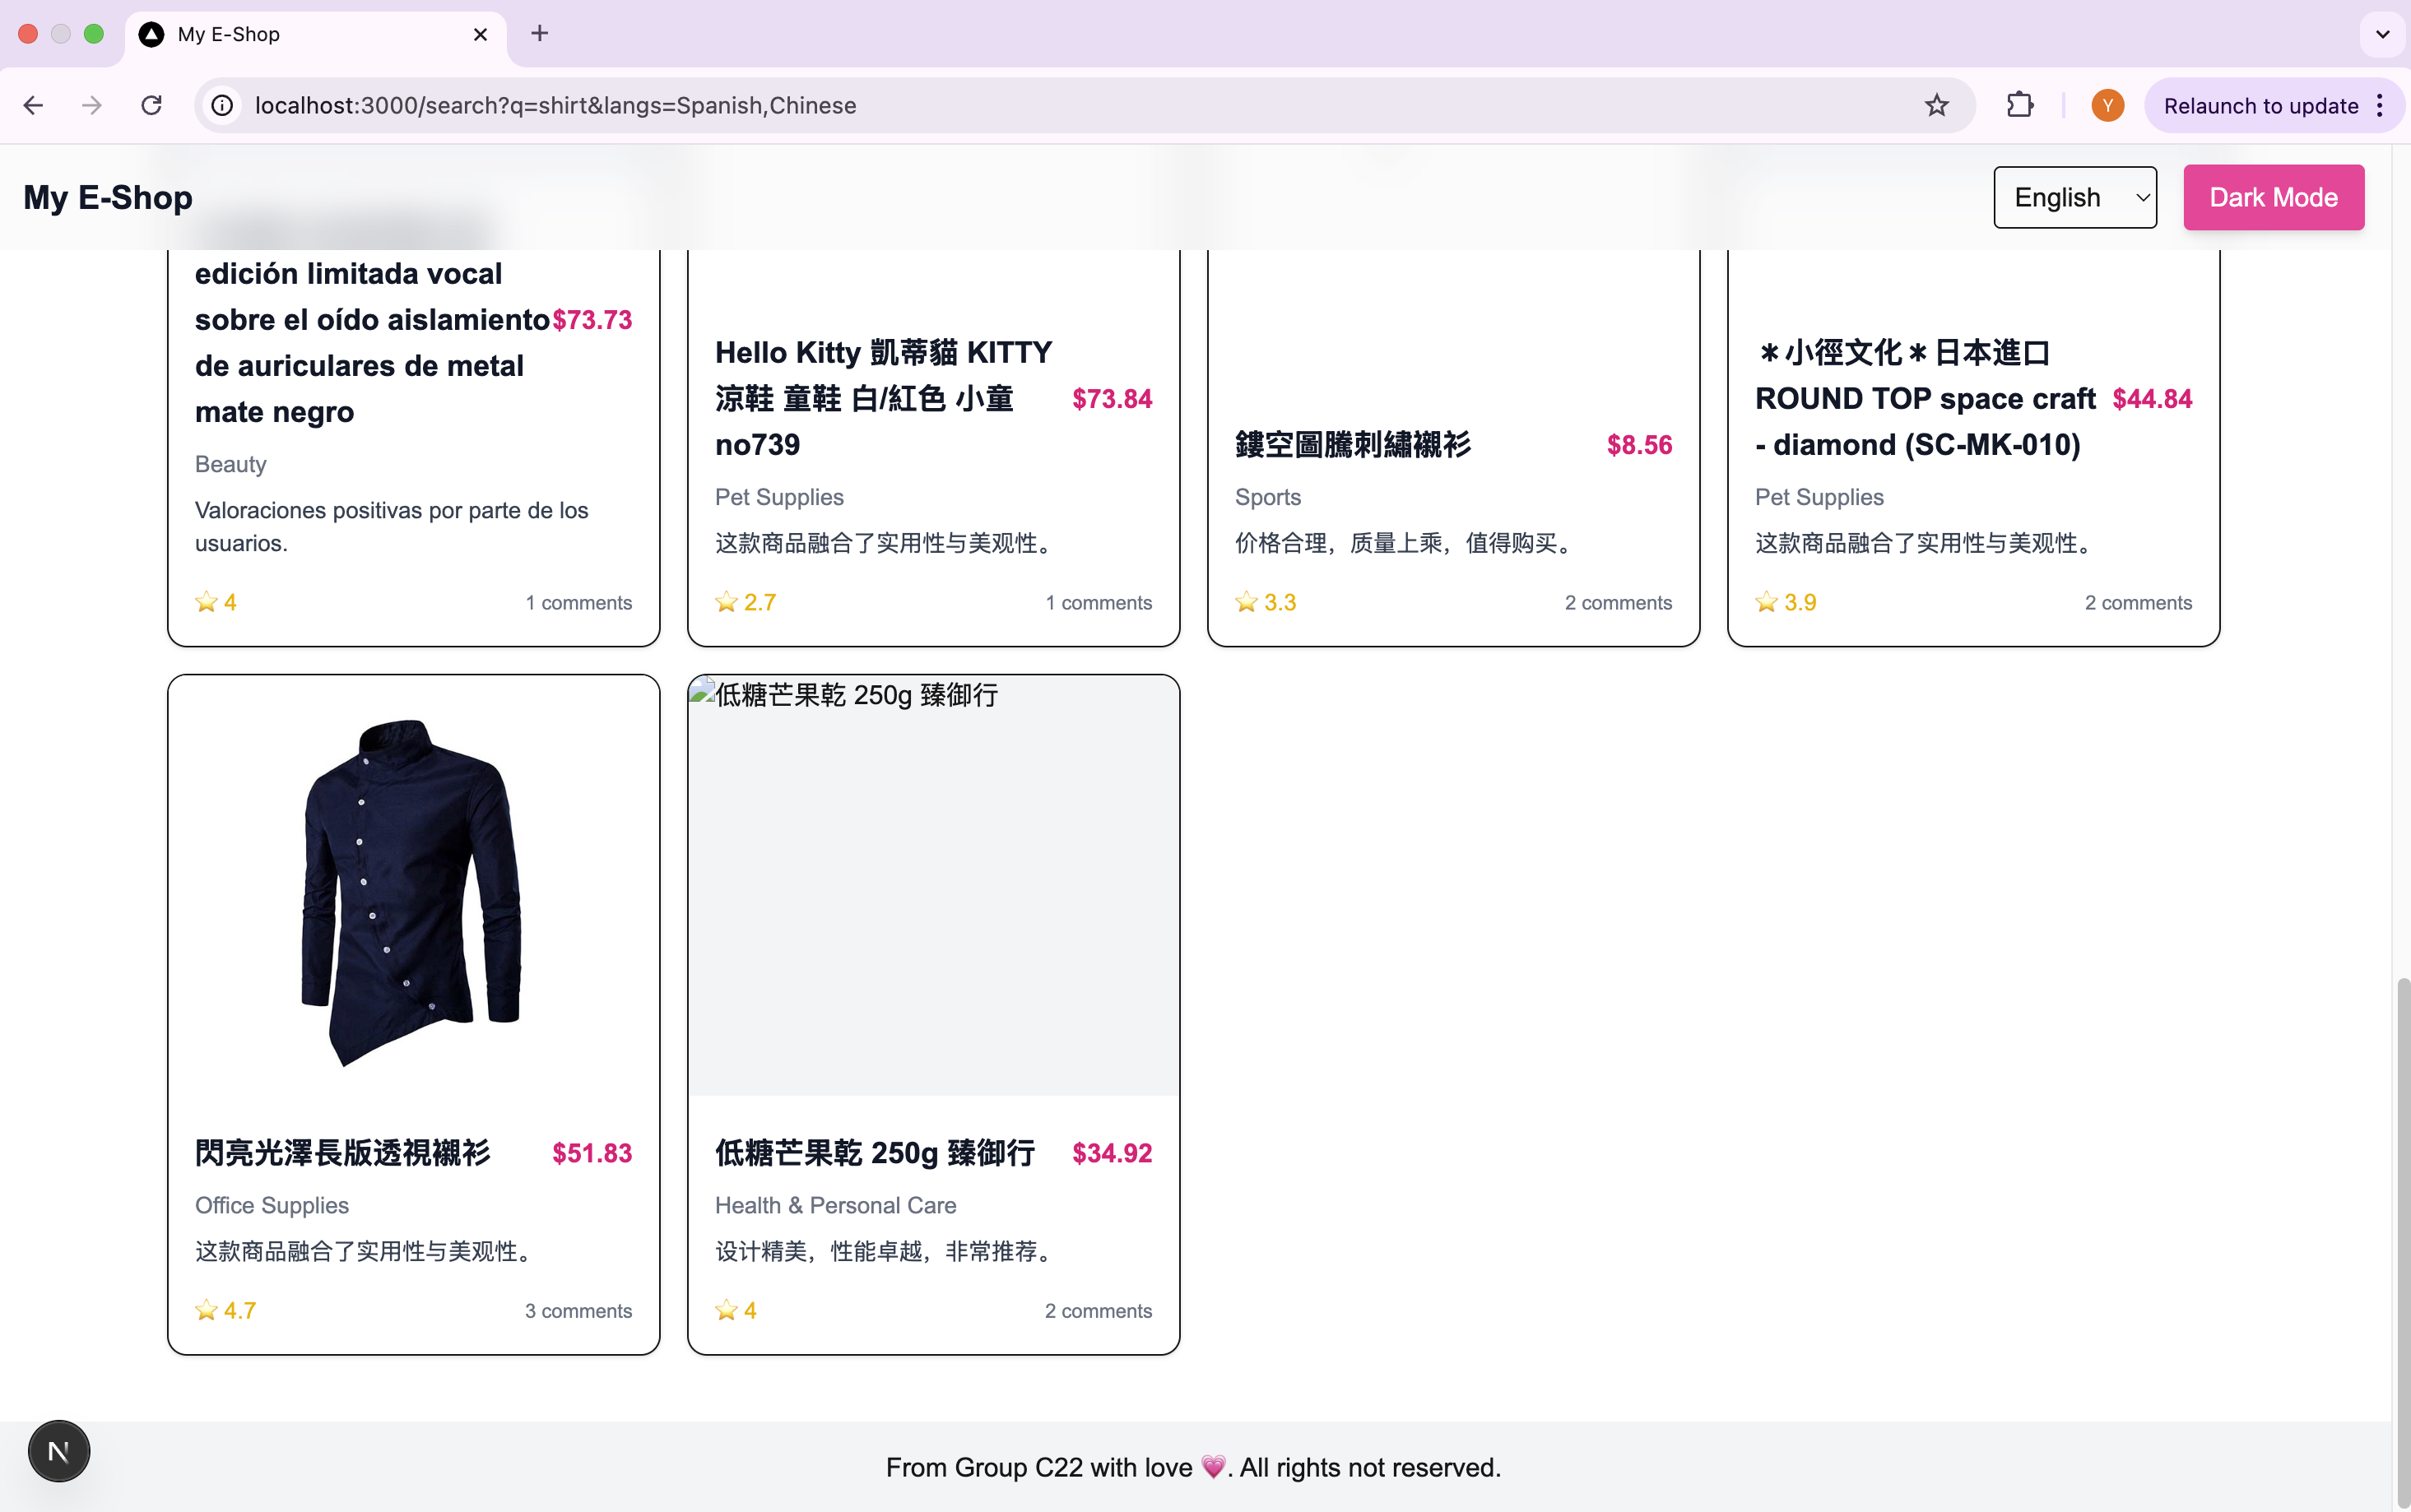 My E-Shop
localhost:3000/search?q=shirt&langs=Spanish,Chinese
Y
Relaunch to update
My E-Shop
English
Dark Mode
edición limitada vocal
sobre el oído aislamiento $73.73
de auriculares de metal
mate negro
Beauty
Valoraciones positivas por parte de los
usuarios.
⭐ 4 1 comments
Hello Kitty 凱蒂貓 KITTY
涼鞋 童鞋 白/紅色 小童 $73.84
no739
Pet Supplies
这款商品融合了实用性与美观性。
⭐ 2.7 1 comments
鏤空圖騰刺繡襯衫 $8.56
Sports
价格合理，质量上乘，值得购买。
⭐ 3.3 2 comments
＊小徑文化＊日本進口
ROUND TOP space craft $44.84
- diamond (SC-MK-010)
Pet Supplies
这款商品融合了实用性与美观性。
⭐ 3.9 2 comments
閃亮光澤長版透視襯衫 $51.83
Office Supplies
这款商品融合了实用性与美观性。
⭐ 4.7 3 comments
低糖芒果乾 250g 臻御行
低糖芒果乾 250g 臻御行 $34.92
Health & Personal Care
设计精美，性能卓越，非常推荐。
⭐ 4 2 comments
N
From Group C22 with love 💗. All rights not reserved.